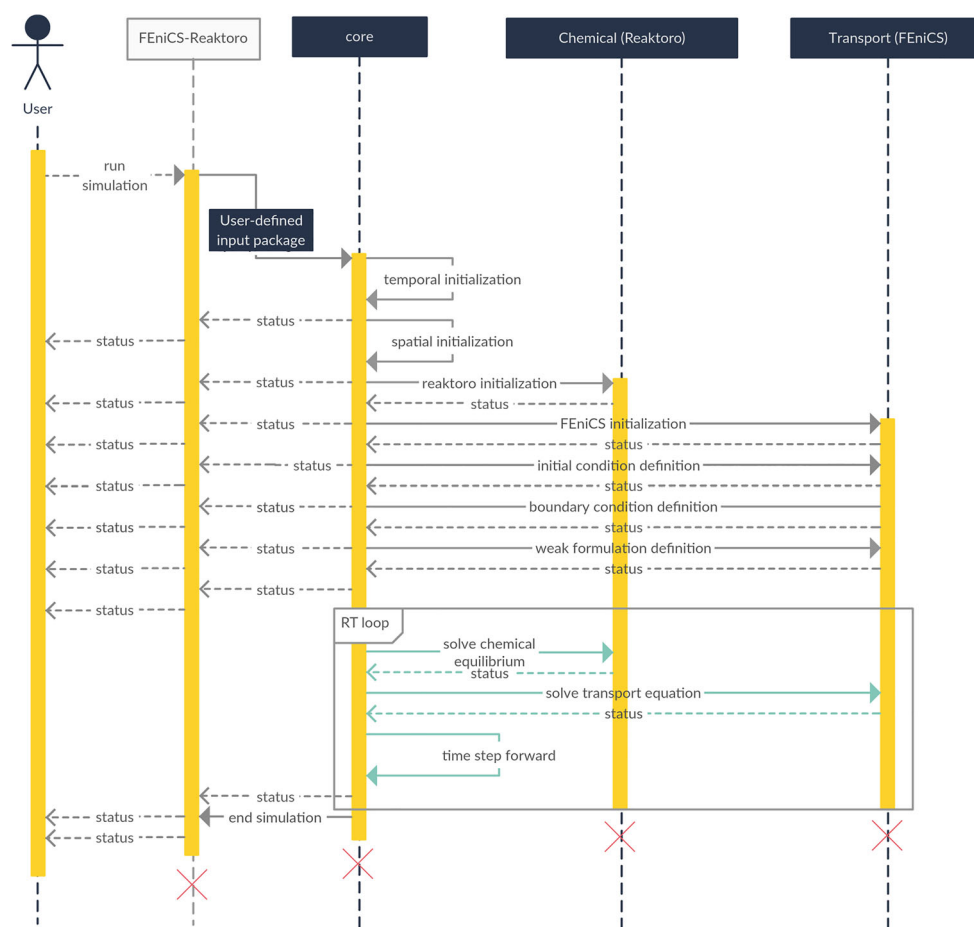 FEniCS-Reaktoro
core
Chemical (Reaktoro)
Transport (FEniCS)
User
run
simulation
User-defined
input package
temporal initialization
status
status
spatial initialization
status
reaktoro initialization
status
status
status
FEniCS initialization
status
status
status
initial condition definition
status
status
status
boundary condition definition
status
status
status
weak formulation definition
status
status
status
status
RT loop
solve chemical
equilibrium
status
solve transport equation
status
time step forward
status
status
end simulation
status